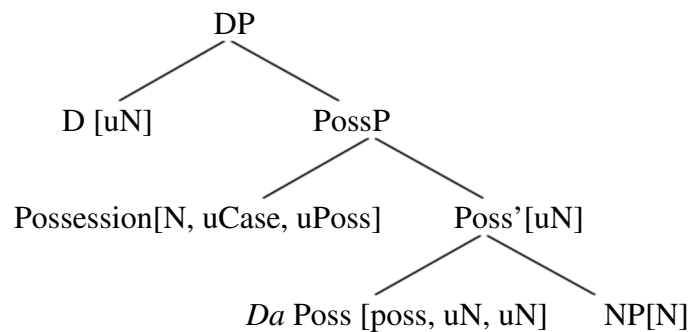 DP
D [uN] PossP
Possession[N, uCase, uPoss] Poss’[uN]
Da Poss [poss, uN, uN] NP[N]